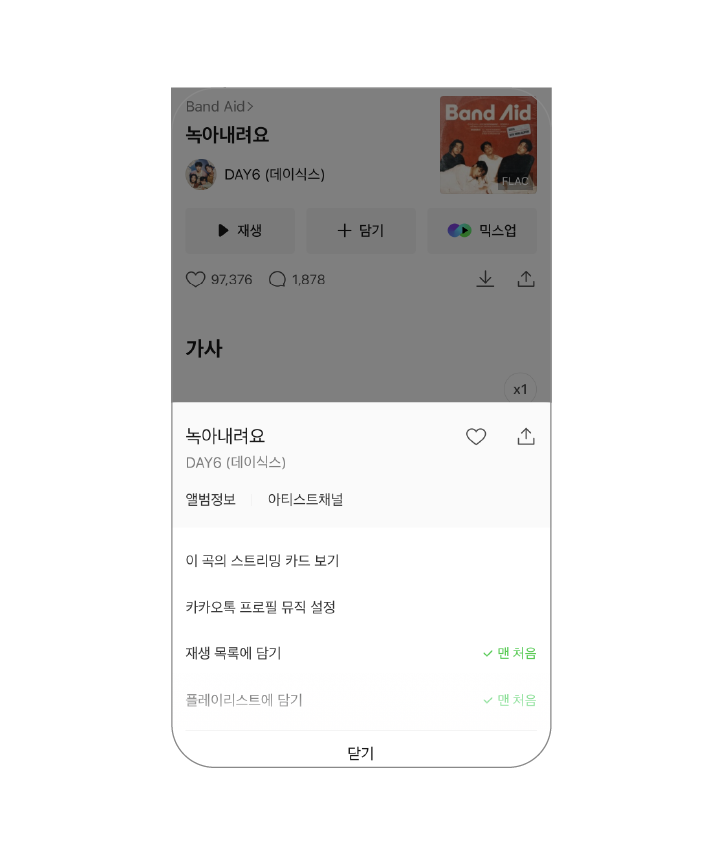 Band Aid>
녹아내려요
DAY6 (데이식스)
Band Aid
FLAC
재생
담기
믹스업
97,376
1,878
가사
x1
녹아내려요
DAY6 (데이식스)
앨범정보
아티스트채널
이 곡의 스트리밍 카드 보기
카카오톡 프로필 뮤직 설정
재생 목록에 담기
맨 처음
플레이리스트에 담기
맨 처음
닫기